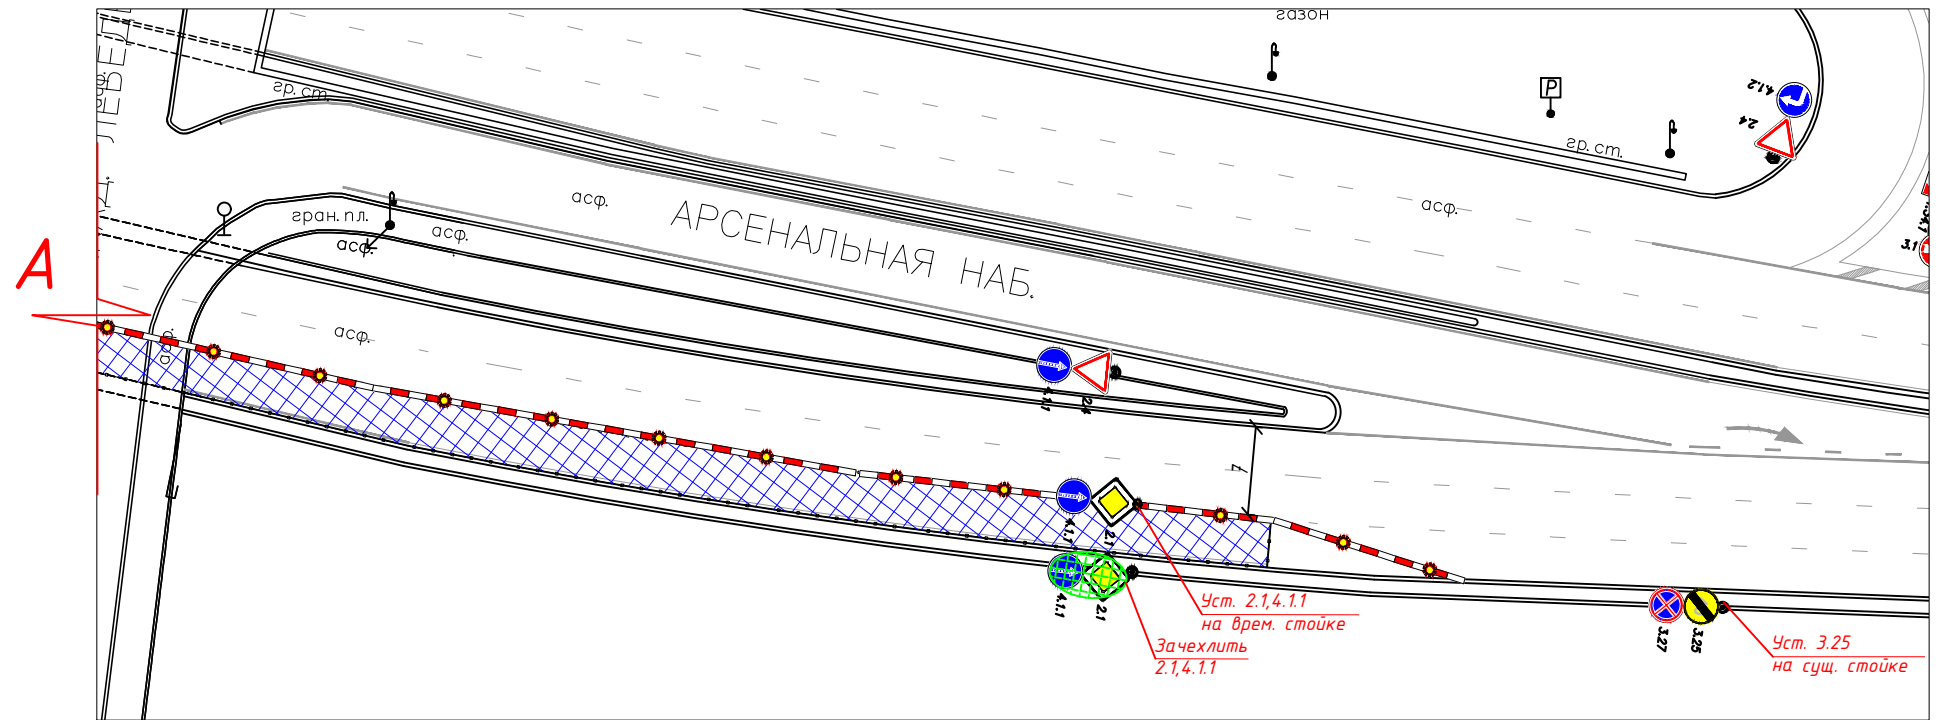 газон
P
4.1.2
2.4
гр. ст.
гр. ст.
3.1
асф.
асф.
гран. пл.
асф.
асф.
АРСЕНАЛЬНАЯ НАБ.
А
асф.
асф.
4.1.1
2.4
4.1.1
2.1
4.1.1
2.1
Уст. 2.1,4.1.1
на врем. стойке
Зачехлить
2.1,4.1.1
3.27
3.25
Уст. 3.25
на сущ. стойке